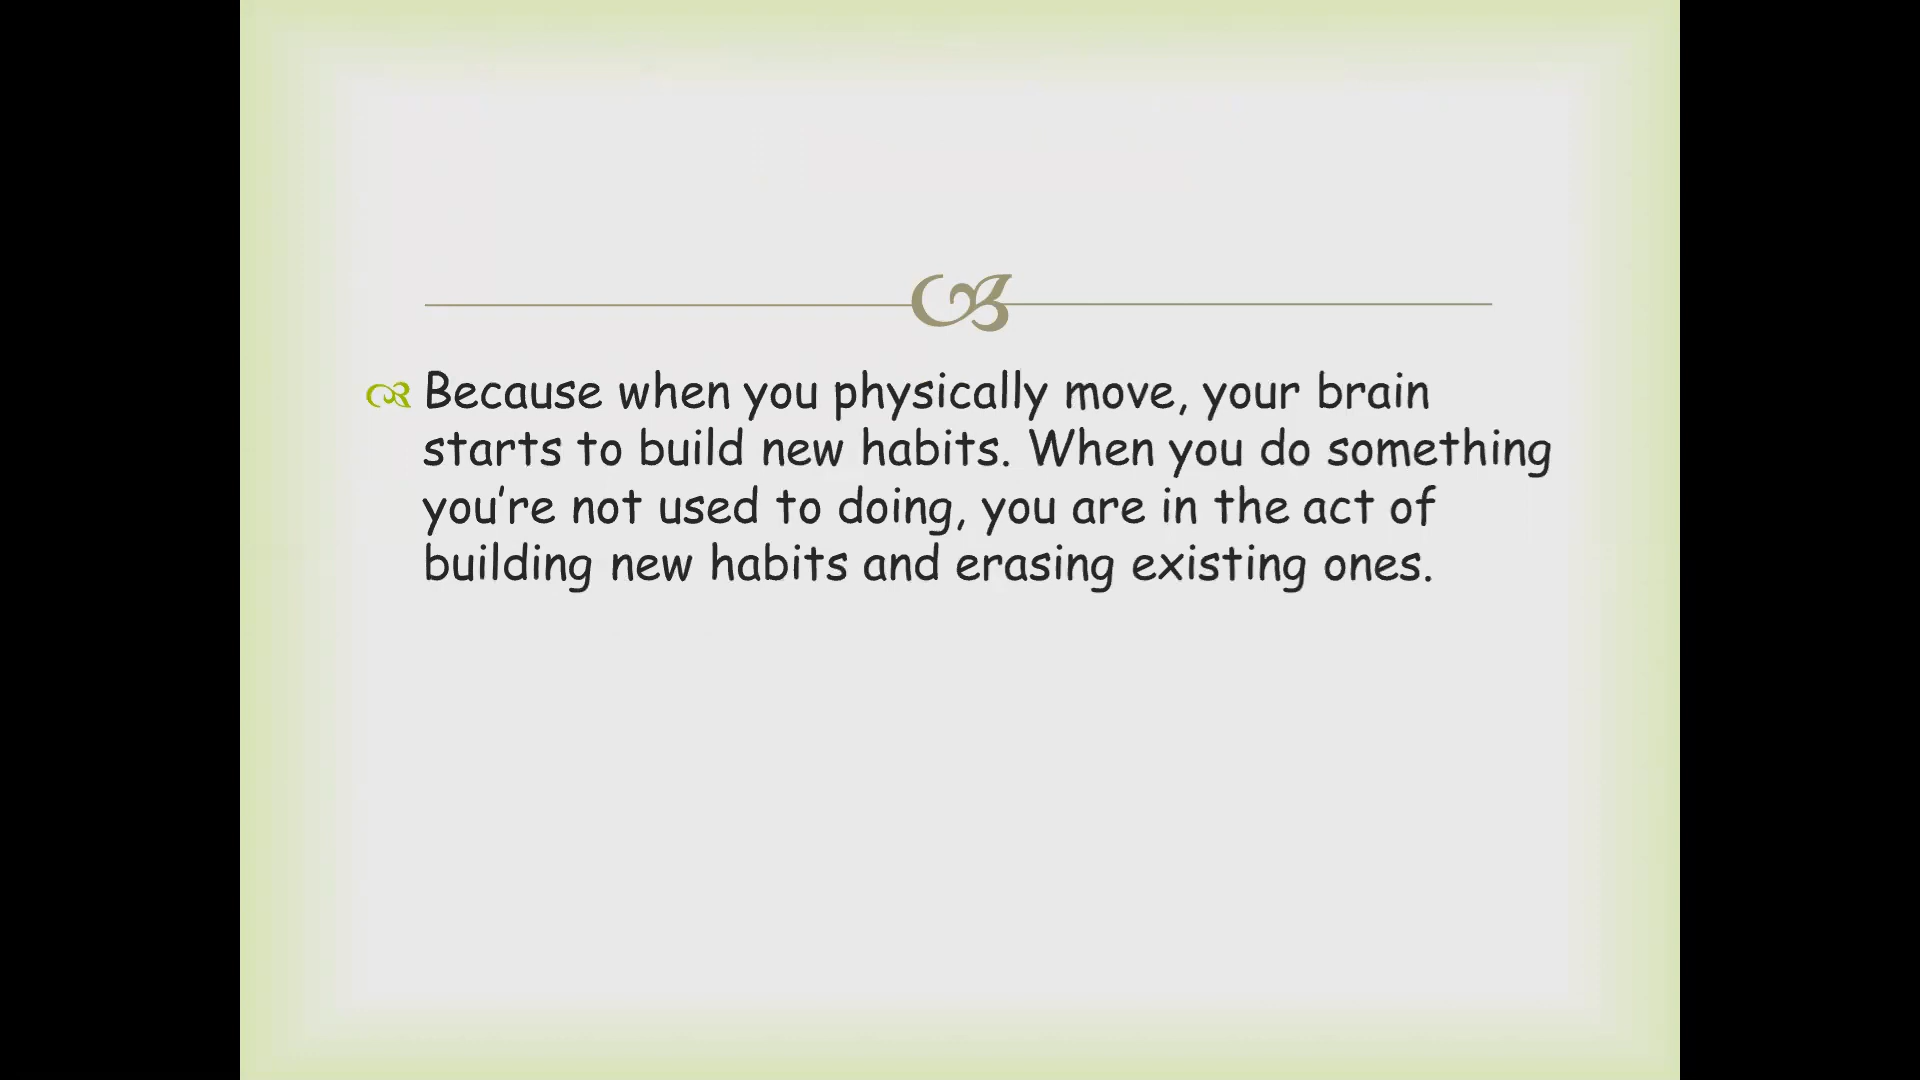 Because when you physically move, your brain
starts to build new habits. When you do something
you’re not used to doing, you are in the act of
building new habits and erasing existing ones.